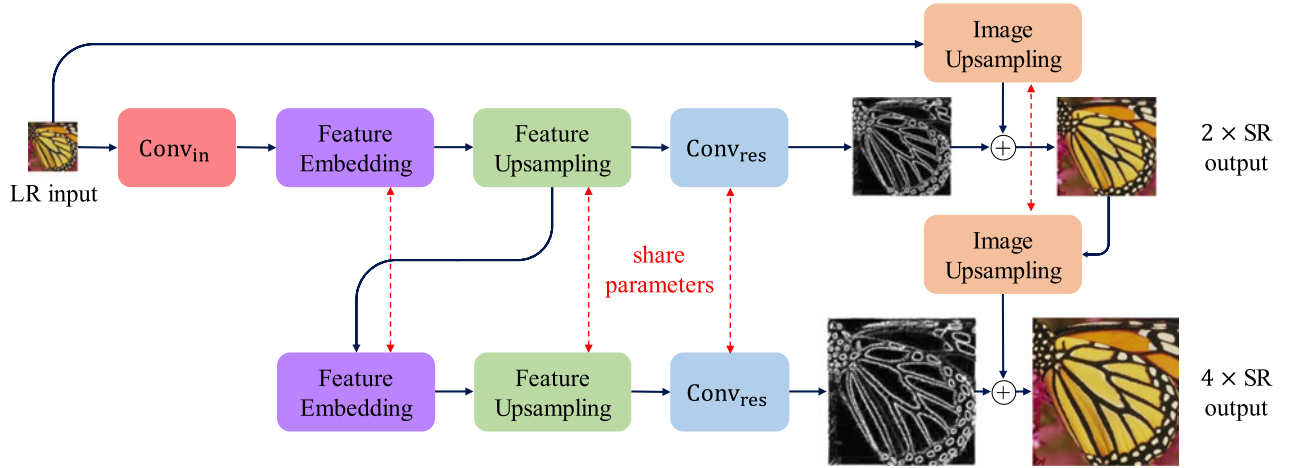 Image
Upsampling
LR input
Conv_in
Feature
Embedding
Feature
Upsampling
Conv_res
+
2 × SR
output
share
parameters
Image
Upsampling
Feature
Embedding
Feature
Upsampling
Conv_res
+
4 × SR
output